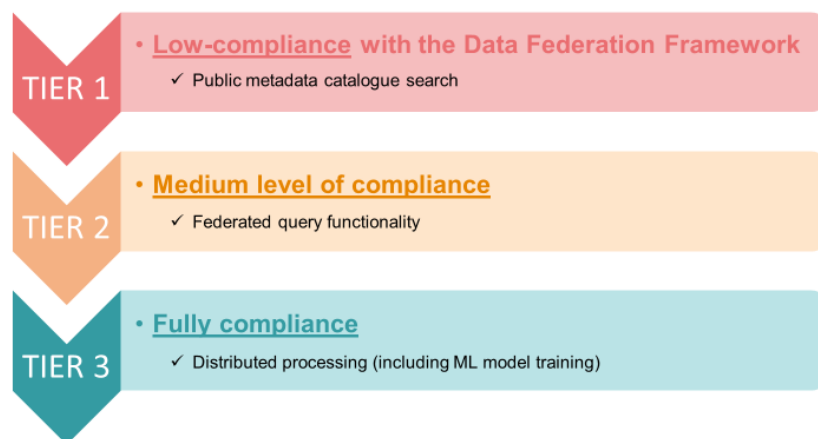 • Low-compliance with the Data Federation Framework
TIER 1
✓ Public metadata catalogue search
• Medium level of compliance
TIER 2
✓ Federated query functionality
• Fully compliance
TIER 3
✓ Distributed processing (including ML model training)